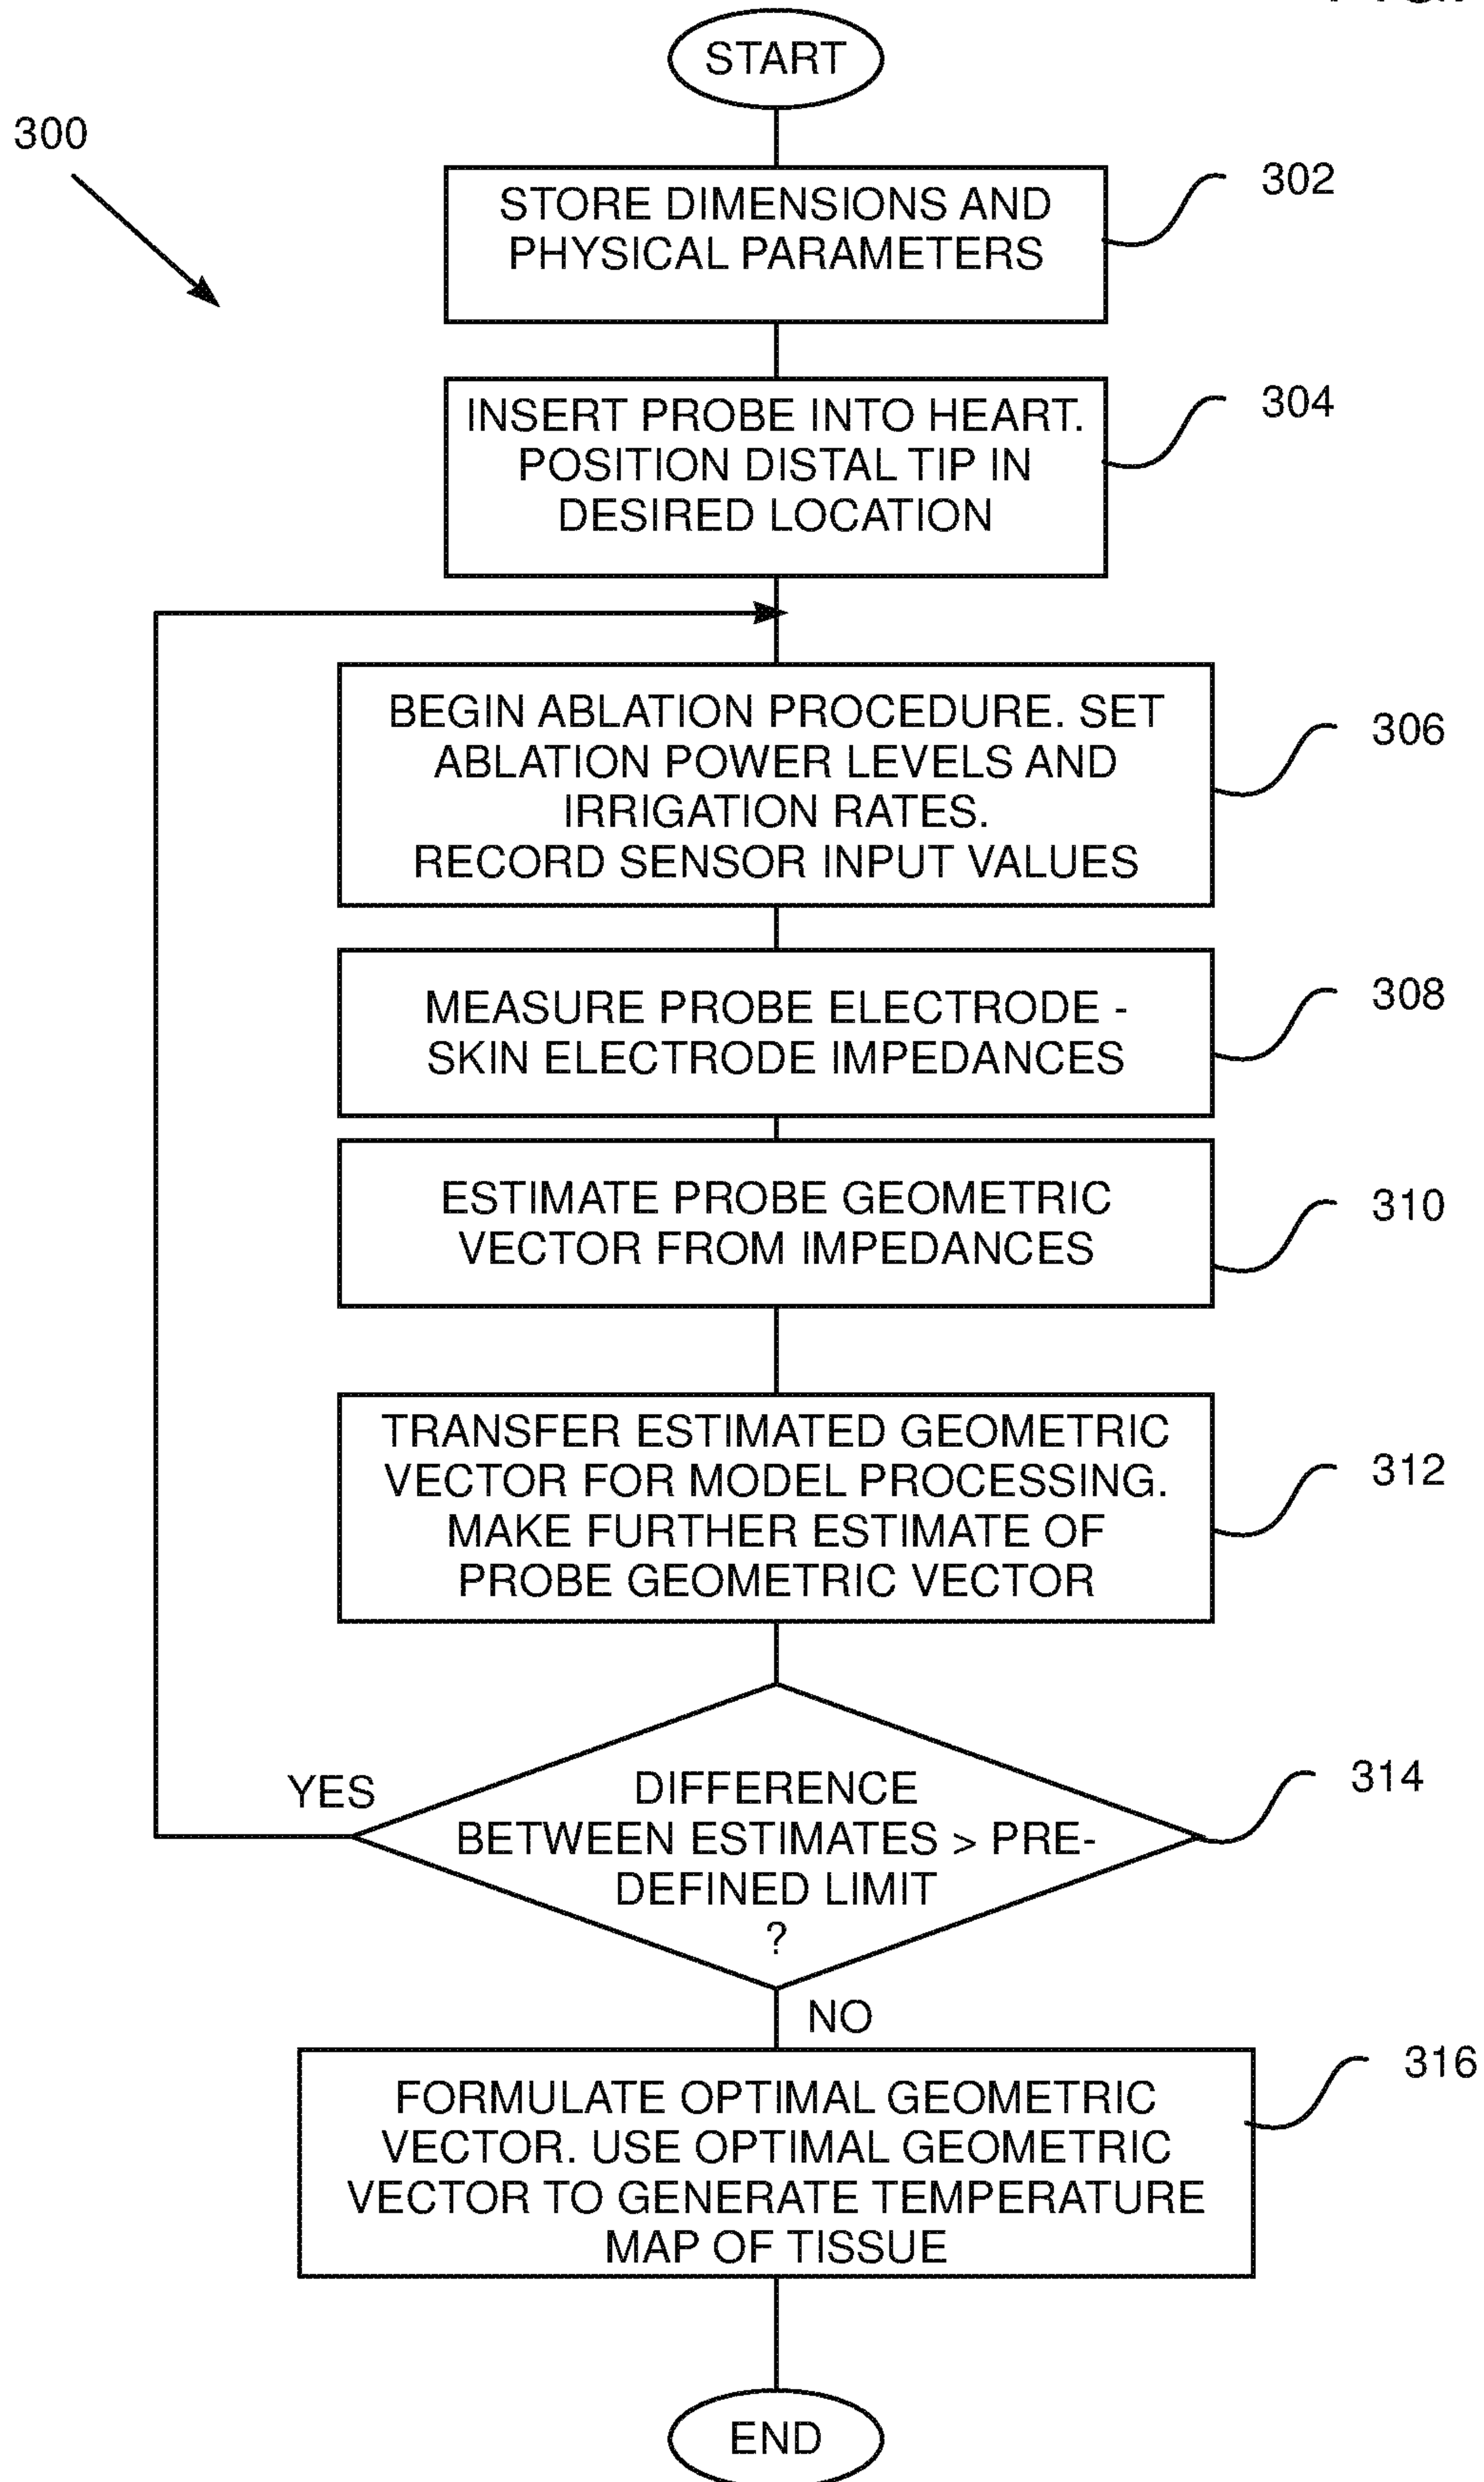 START
300
STORE DIMENSIONS AND
PHYSICAL PARAMETERS
302
INSERT PROBE INTO HEART.
POSITION DISTAL TIP IN
DESIRED LOCATION
304
BEGIN ABLATION PROCEDURE. SET
ABLATION POWER LEVELS AND
IRRIGATION RATES.
RECORD SENSOR INPUT VALUES
306
MEASURE PROBE ELECTRODE -
SKIN ELECTRODE IMPEDANCES
308
ESTIMATE PROBE GEOMETRIC
VECTOR FROM IMPEDANCES
310
TRANSFER ESTIMATED GEOMETRIC
VECTOR FOR MODEL PROCESSING.
MAKE FURTHER ESTIMATE OF
PROBE GEOMETRIC VECTOR
312
YES
DIFFERENCE
BETWEEN ESTIMATES > PRE-
DEFINED LIMIT
?
314
NO
FORMULATE OPTIMAL GEOMETRIC
VECTOR. USE OPTIMAL GEOMETRIC
VECTOR TO GENERATE TEMPERATURE
MAP OF TISSUE
316
END